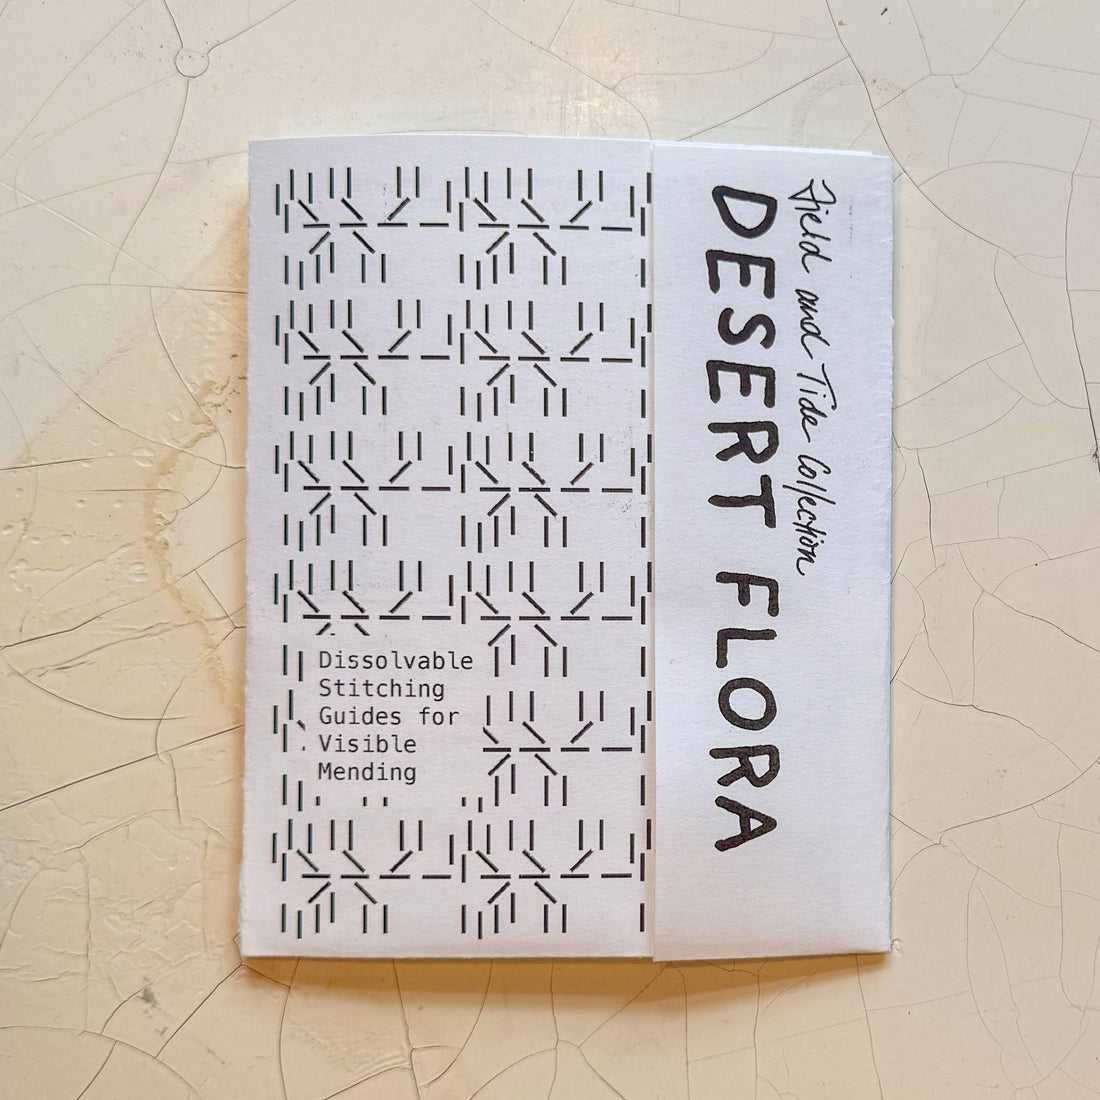 Field and Tide Collection
DESERT FLORA
Dissolvable
Stitching
Guides for
Visible
Mending